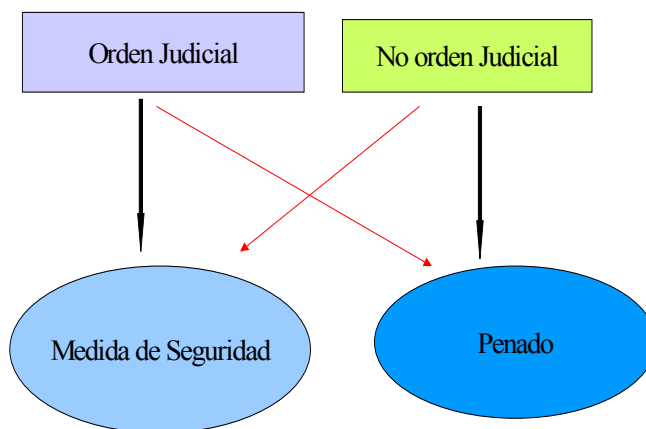 Orden Judicial
No orden Judicial
Medida de Seguridad
Penado